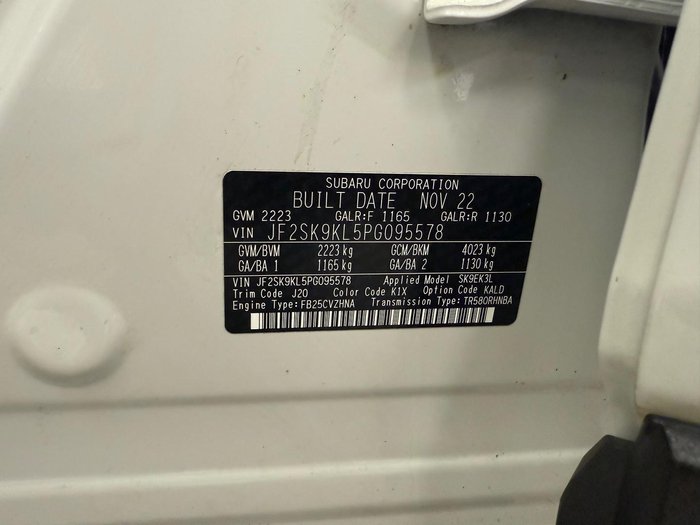 SUBARU CORPORATION
BUILT DATE NOV 22
GVM 2223 GALR:F 1165 GALR:R 1130
VIN JF2SK9KL5PG095578
GVM/BVM 2223 kg GCM/BKM 4023 kg
GA/BA 1 1165 kg GA/BA 2 1130 kg
VIN JF2SK9KL5PG095578 Applied Model SK9EK3L
Trim Code J20 Color Code K1X Option Code KALD
Engine Type: FB25CVZHNA Transmission Type: TR580RHNBA